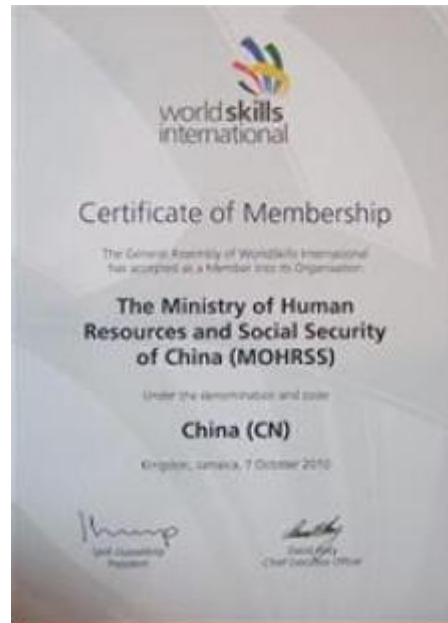 worldskills
international
Certificate of Membership
The General Assembly of WorldSkills International
has accepted as a Member into its Organisation:
The Ministry of Human
Resources and Social Security
of China (MOHRSS)
Under the denomination and code
China (CN)
Kingston, Jamaica, 7 October 2010
President
Chief Executive Officer